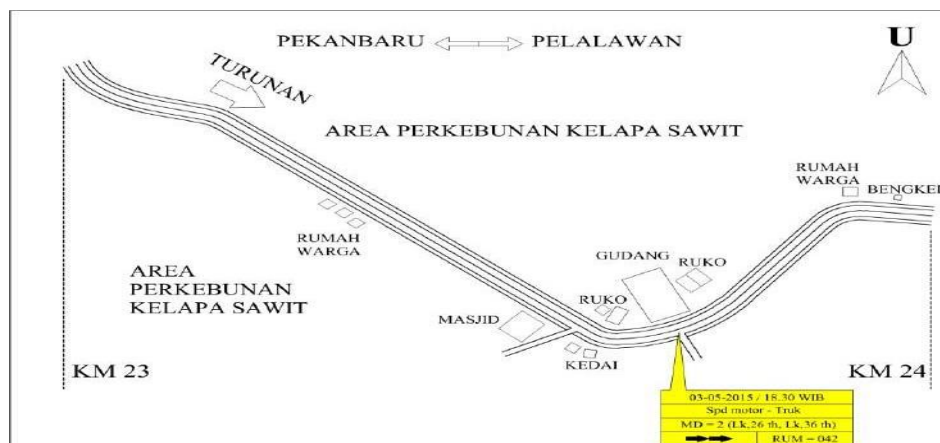 PEKANBARU PELALAWAN
U
TURUNAN
AREA PERKEBUNAN KELAPA SAWIT
RUMAH
WARGA
BENGKEL
RUMAH
WARGA
GUDANG
RUKO
AREA
PERKEBUNAN
KELAPA SAWIT
RUKO
MASJID
KEDAI
KM 23
KM 24
03-05-2015 / 18.30 WIB
Spd motor - Truk
MD = 2 (Lk,26 th, Lk,36 th)
RUM = 042